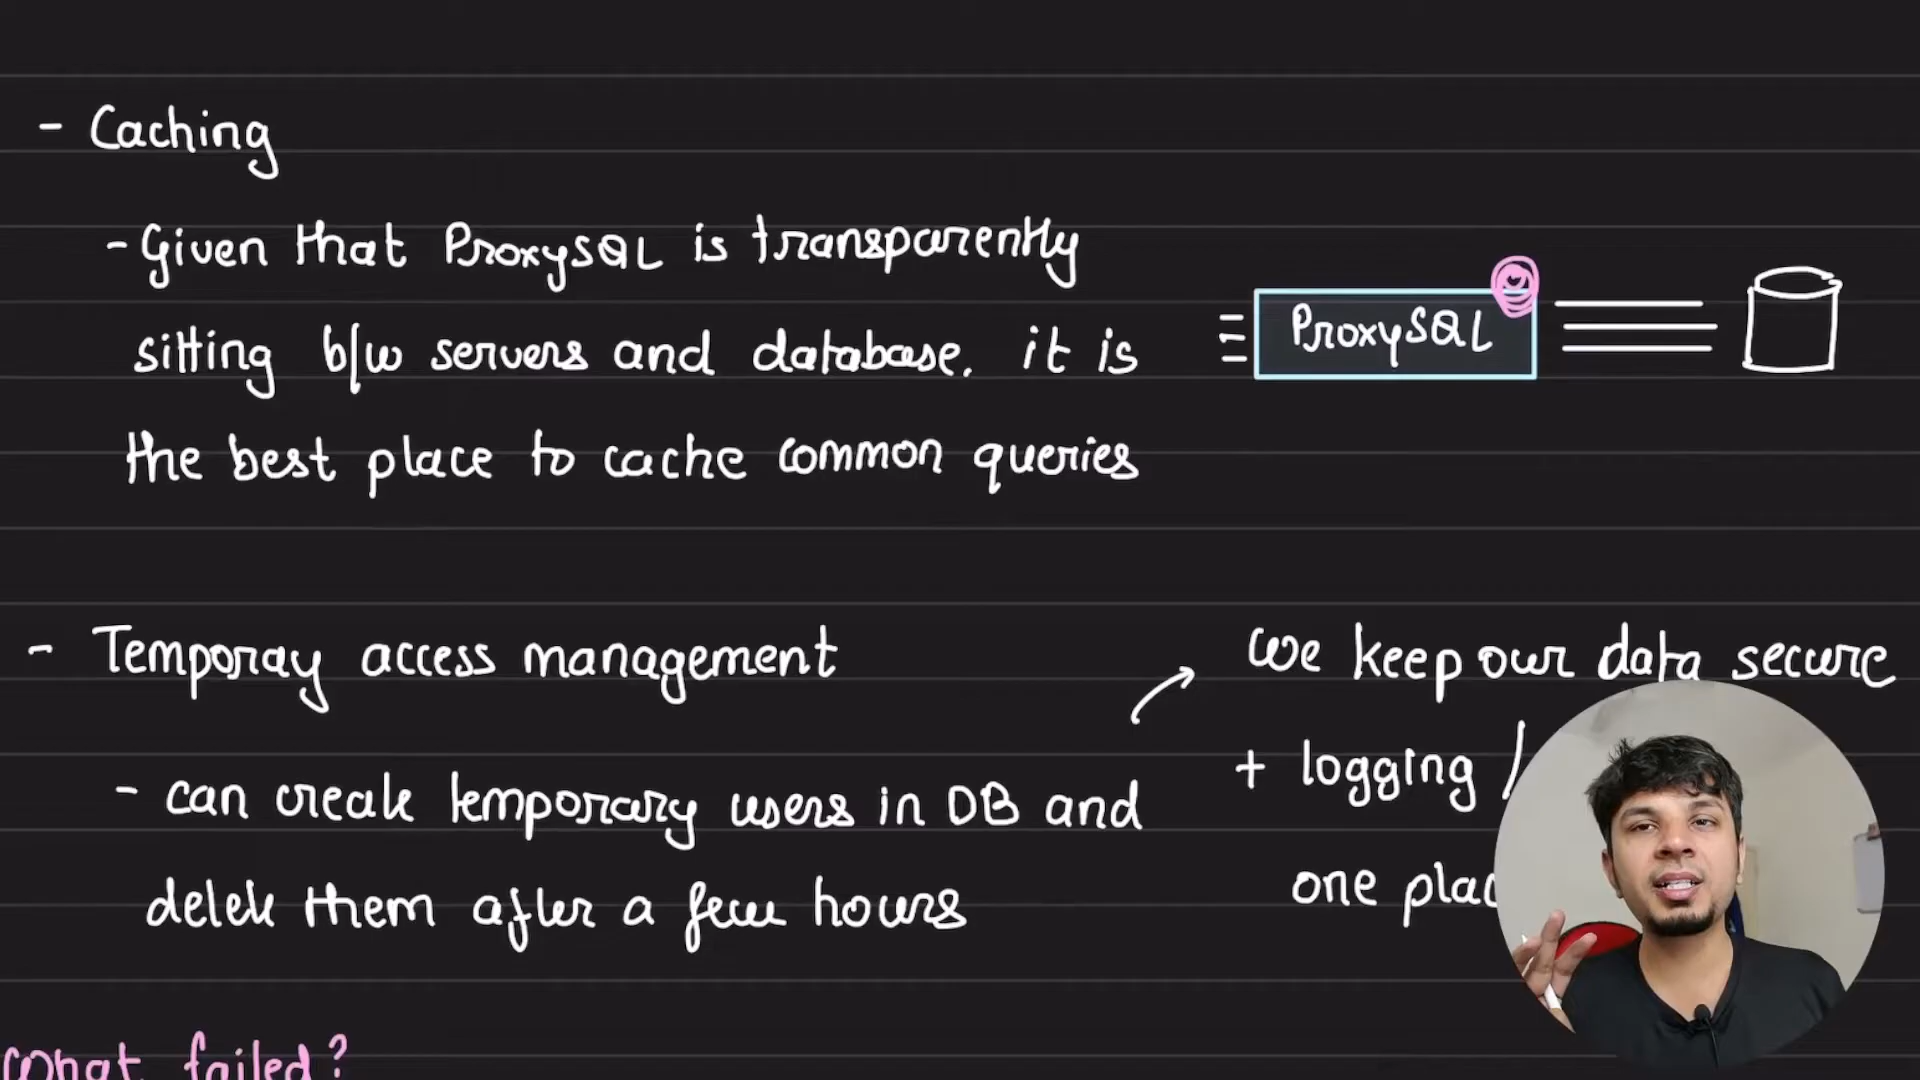 - Caching
- Given that ProxySQL is transparently
sitting b/w servers and database. it is
the best place to cache common queries
ProxySQL
- Temporay access management
- can create temporary users in DB and
delete them after a few hours
we keep our data secure
+ logging /
one plac
What failed?